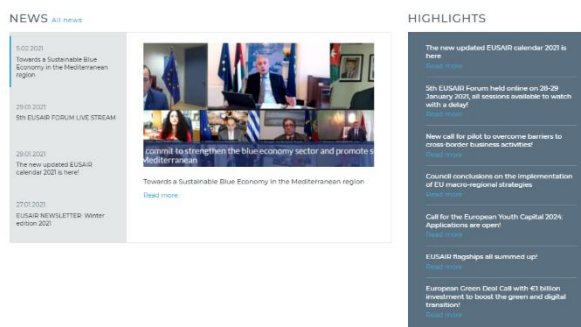 NEWS All news
5.02.2021
Towards a Sustainable Blue
Economy in the Mediterranean
region
29.01.2021
5th EUSAIR FORUM LIVE STREAM
29.01.2021
The new updated EUSAIR
calendar 2021 is here!
27.01.2021
EUSAIR NEWSLETTER: Winter
edition 2021
commit to strengthen the blue economy sector and promote s
Mediterranean
Towards a Sustainable Blue Economy in the Mediterranean region
Read more
HIGHLIGHTS
The new updated EUSAIR calendar 2021 is
here
Read more
5th EUSAIR Forum held online on 28-29
January 2021, all sessions available to watch
with a delay!
Read more
New call for pilot to overcome barriers to
cross-border business activities!
Read more
Council conclusions on the implementation
of EU macro-regional strategies
Read more
Call for the European Youth Capital 2024:
Applications are open!
Read more
EUSAIR flagships all summed up!
Read more
European Green Deal Call with €1 billion
investment to boost the green and digital
transition!
Read more